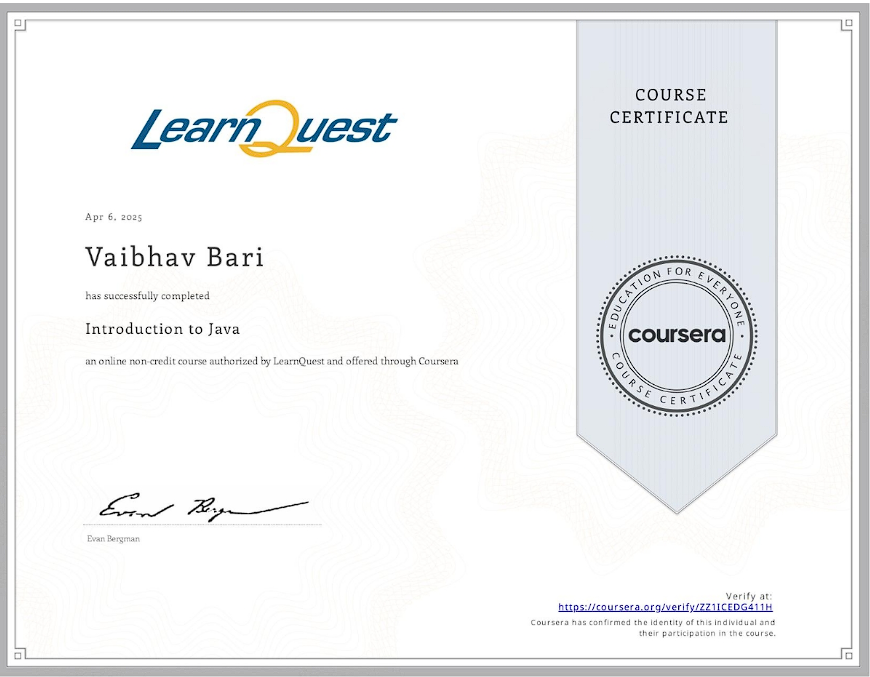 LearnQuest
COURSE
CERTIFICATE
Apr 6, 2025
Vaibhav Bari
has successfully completed
Introduction to Java
an online non-credit course authorized by LearnQuest and offered through Coursera
EDUCATION FOR EVERYONE
coursera
COURSE CERTIFICATE
Evan Bergman
Evan Bergman
Verify at:
https://coursera.org/verify/ZZ1ICEDG411H
Coursera has confirmed the identity of this individual and
their participation in the course.